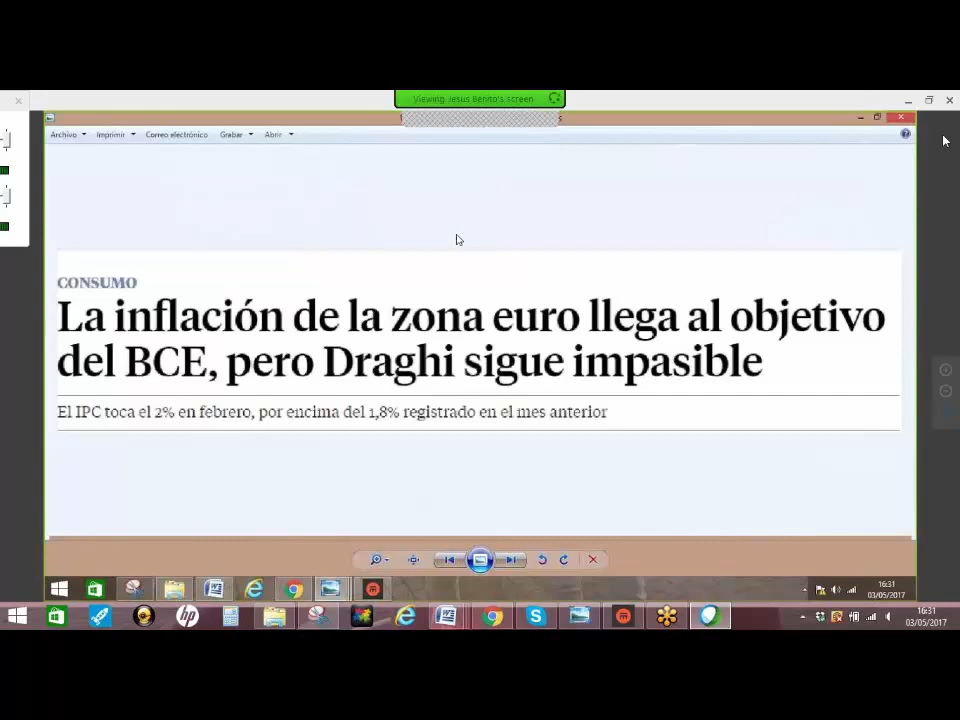 Viewing Jesus Benito's screen
Archivo Imprimir Correo electrónico Grabar Abrir
CONSUMO
La inflación de la zona euro llega al objetivo
del BCE, pero Draghi sigue impasible
El IPC toca el 2% en febrero, por encima del 1,8% registrado en el mes anterior
16:31
03/05/2017
16:31
03/05/2017